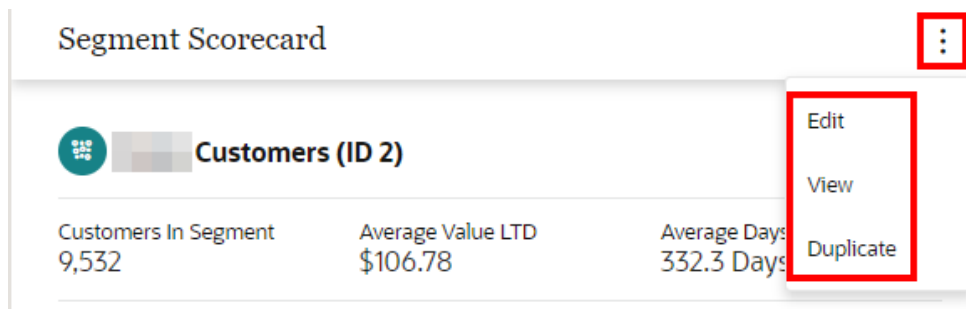 Segment Scorecard
Edit
Customers (ID 2)
View
Customers In Segment Average Value LTD Average Days
9,532 $106.78 332.3 Days
Duplicate